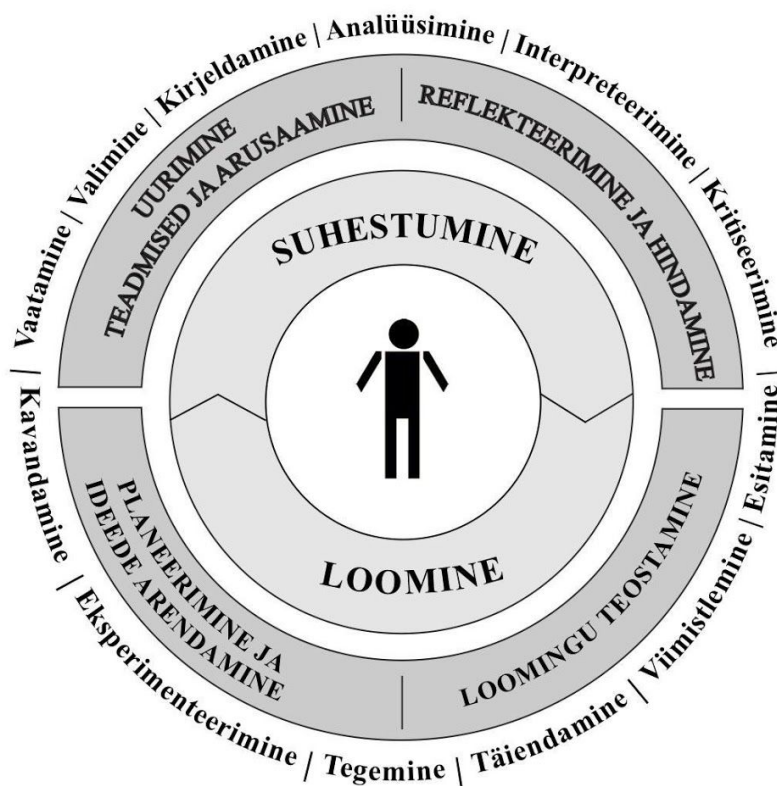 Vaatamine | Valimine | Kirjeldamine | Analüüsimine | Interpreteerimine | Kritiseerimine |
UURIMINE
TEADMISED JA ARUSAAMINE
REFLEKTEERIMINE JA HINDAMINE
SUHESTUMINE
LOOMINE
PLANEERIMINE JA
IDEEDE ARENDAMINE
LOOMINGU TEOSTAMINE
| Kavandamine | Eksperimenteerimine | Tegemine | Täiendamine | Viimistlemine | Esitamine